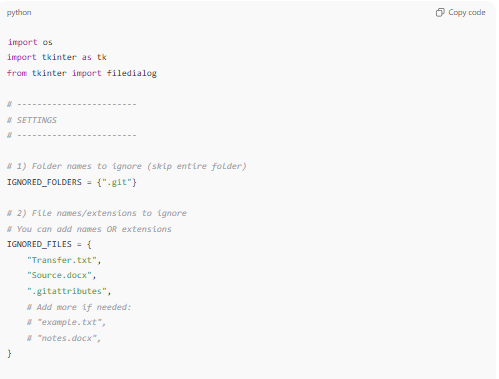 python
Copy code
import os
import tkinter as tk
from tkinter import filedialog
# ------------------------
# SETTINGS
# ------------------------
# 1) Folder names to ignore (skip entire folder)
IGNORED_FOLDERS = {".git"}
# 2) File names/extensions to ignore
# You can add names OR extensions
IGNORED_FILES = {
    "Transfer.txt",
    "Source.docx",
    ".gitattributes",
    # Add more if needed:
    # "example.txt",
    # "notes.docx",
}